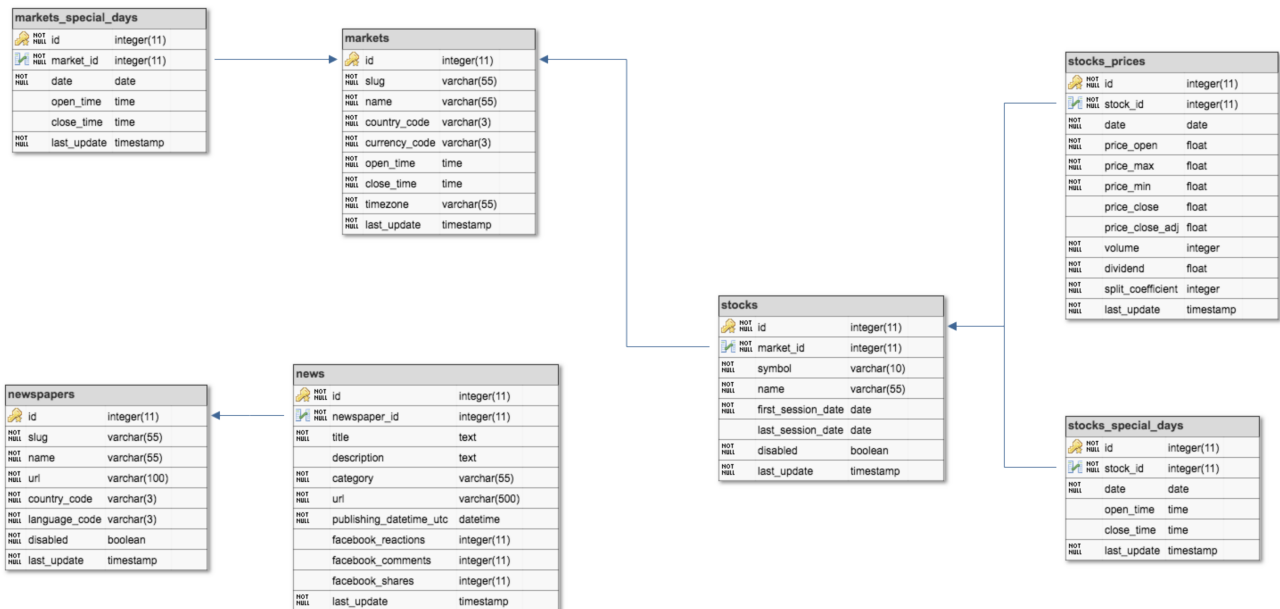 markets_special_days
NOT NULL id integer(11)
NOT NULL market_id integer(11)
NOT NULL date date
open_time time
close_time time
NOT NULL last_update timestamp
markets
id integer(11)
NOT NULL slug varchar(55)
NOT NULL name varchar(55)
NOT NULL country_code varchar(3)
NOT NULL currency_code varchar(3)
NOT NULL open_time time
NOT NULL close_time time
NOT NULL timezone varchar(55)
NOT NULL last_update timestamp
stocks_prices
NOT NULL id integer(11)
NOT NULL stock_id integer(11)
NOT NULL date date
NOT NULL price_open float
NOT NULL price_max float
NOT NULL price_min float
price_close float
price_close_adj float
NOT NULL volume integer
NOT NULL dividend float
NOT NULL split_coefficient integer
NOT NULL last_update timestamp
stocks
NOT NULL id integer(11)
NOT NULL market_id integer(11)
NOT NULL symbol varchar(10)
NOT NULL name varchar(55)
NOT NULL first_session_date date
last_session_date date
NOT NULL disabled boolean
NOT NULL last_update timestamp
newspapers
id integer(11)
NOT NULL slug varchar(55)
NOT NULL name varchar(55)
NOT NULL url varchar(100)
NOT NULL country_code varchar(3)
NOT NULL language_code varchar(3)
NOT NULL disabled boolean
NOT NULL last_update timestamp
news
NOT NULL id integer(11)
NOT NULL newspaper_id integer(11)
NOT NULL title text
description text
NOT NULL category varchar(55)
NOT NULL url varchar(500)
NOT NULL publishing_datetime_utc datetime
facebook_reactions integer(11)
facebook_comments integer(11)
facebook_shares integer(11)
NOT NULL last_update timestamp
stocks_special_days
NOT NULL id integer(11)
NOT NULL stock_id integer(11)
NOT NULL date date
open_time time
close_time time
NOT NULL last_update timestamp